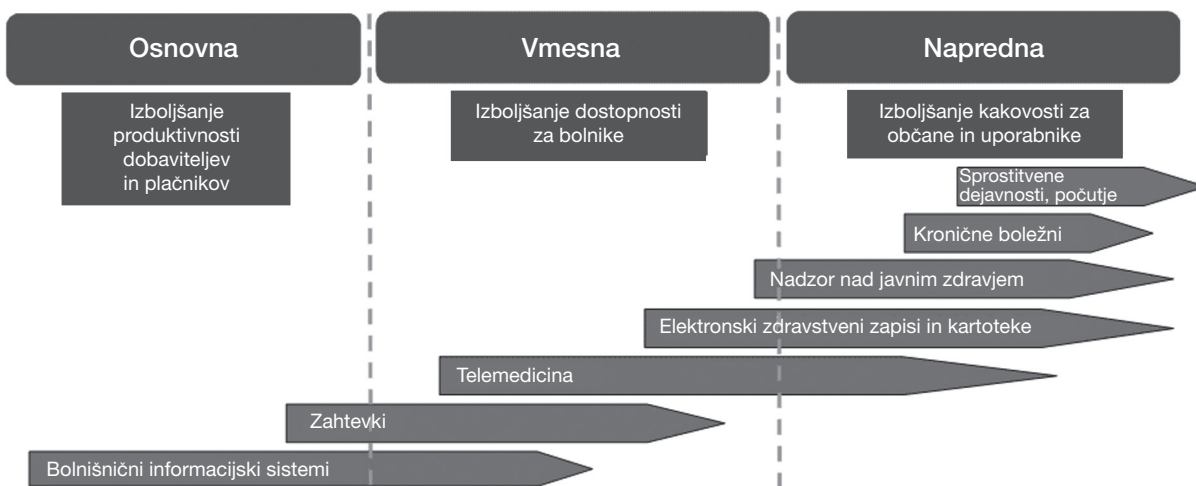 Osnovna
Vmesna
Napredna
Izboljšanje
produktivnosti
dobaviteljev
in plačnikov
Izboljšanje dostopnosti
za bolnike
Izboljšanje kakovosti za
občane in uporabnike
Sprostitvene
dejavnosti, počutje
Kronične boležni
Nadzor nad javnim zdravjem
Elektronski zdravstveni zapisi in kartoteke
Telemedicina
Zahtevki
Bolnišnični informacijski sistemi